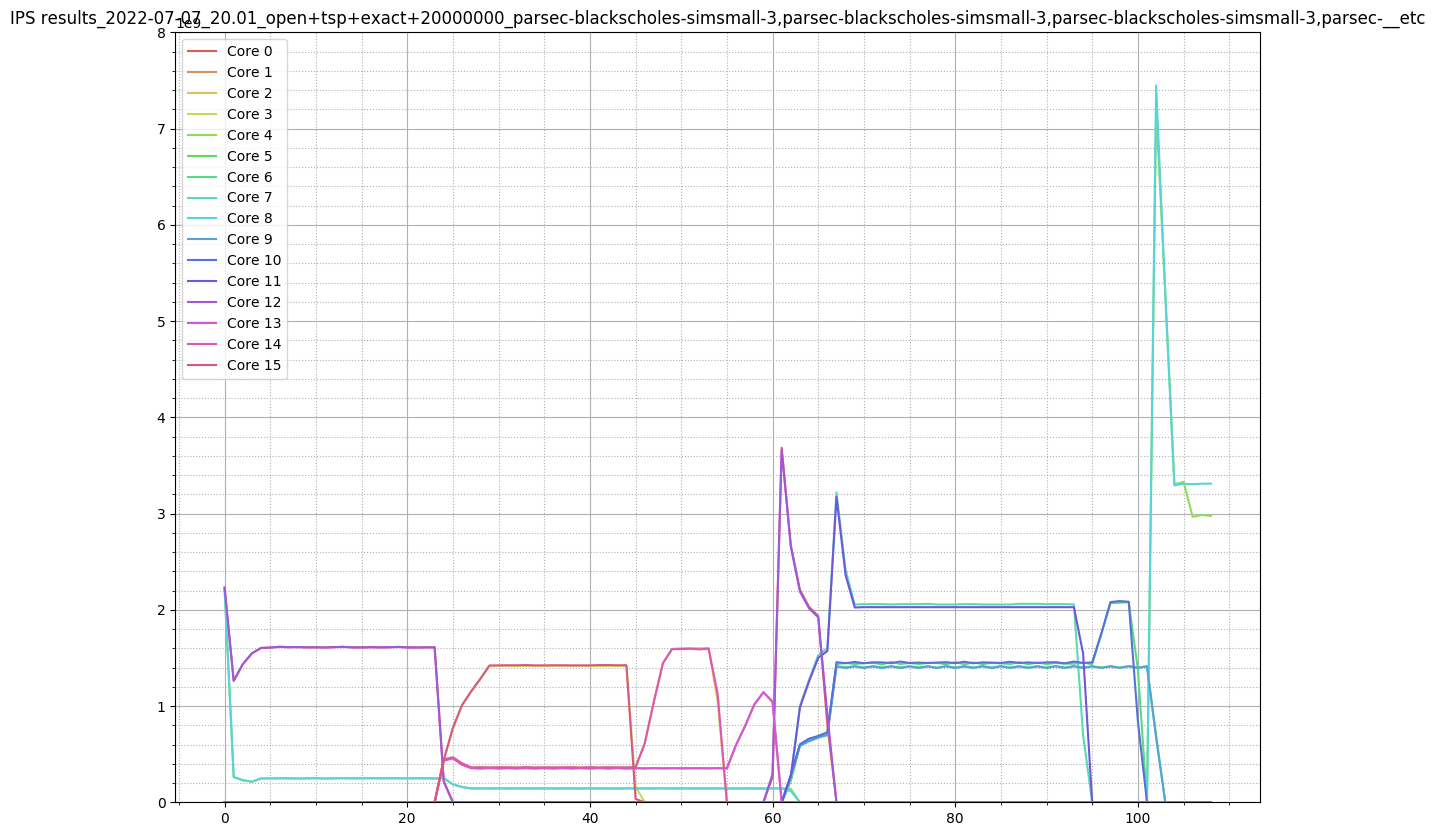 IPS results_2022-07-07_20.01_open+tsp+exact+20000000_parsec-blackscholes-simsmall-3,parsec-blackscholes-simsmall-3,parsec-blackscholes-simsmall-3,parsec-__etc
1e9
8
7
6
5
4
3
2
1
0
Core 0
Core 1
Core 2
Core 3
Core 4
Core 5
Core 6
Core 7
Core 8
Core 9
Core 10
Core 11
Core 12
Core 13
Core 14
Core 15
0 20 40 60 80 100